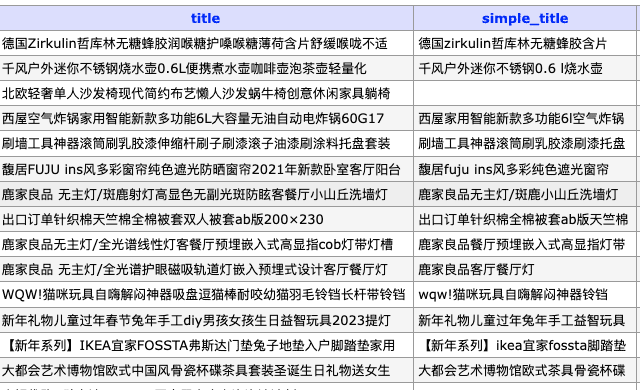 title simple_title
德国Zirkulin哲库林无糖蜂胶润喉糖护嗓喉糖薄荷含片舒缓喉咙不适 德国zirkulin哲库林无糖蜂胶含片
千风户外迷你不锈钢烧水壶0.6L便携煮水壶咖啡壶泡茶壶轻量化 千风户外迷你不锈钢0.6 l烧水壶
北欧轻奢单人沙发椅现代简约布艺懒人沙发蜗牛椅创意休闲家具躺椅
西屋空气炸锅家用智能新款多功能6L大容量无油自动电炸锅60G17 西屋家用智能新款多功能6l空气炸锅
刷墙工具神器滚筒刷乳胶漆伸缩杆刷子刷漆滚子油漆刷涂料托盘套装 刷墙工具神器滚筒刷乳胶漆刷漆托盘
馥居FUJU ins风多彩窗帘纯色遮光防晒窗帘2021年新款卧室客厅阳台 馥居fuju ins风多彩纯色遮光窗帘
鹿家良品 无主灯/斑鹿射灯高显色无副光斑防眩客餐厅小山丘洗墙灯 鹿家良品无主灯/斑鹿小山丘洗墙灯
出口订单针织棉天竺棉全棉被套双人被套ab版200×230 出口订单针织棉全棉被套ab版天竺棉
鹿家良品无主灯/全光谱线性灯客餐厅预埋嵌入式高显指cob灯带灯槽 鹿家良品餐厅预埋嵌入式高显指灯带
鹿家良品 无主灯/全光谱护眼磁吸轨道灯嵌入预埋式设计客厅餐厅灯 鹿家良品客厅餐厅灯
WQW!猫咪玩具自嗨解闷神器吸盘逗猫棒耐咬幼猫羽毛铃铛长杆带铃铛 wqw!猫咪玩具自嗨解闷神器铃铛
新年礼物儿童过年春节兔年手工diy男孩女孩生日益智玩具2023提灯 新年礼物儿童过年兔年手工益智玩具
【新年系列】IKEA宜家FOSSTA弗斯达门垫兔子地垫入户脚踏垫家用 【新年系列】ikea宜家fossta脚踏垫
大都会艺术博物馆欧式中国风骨瓷杯碟茶具套装圣诞生日礼物送女生 大都会艺术博物馆欧式茶具骨瓷杯碟